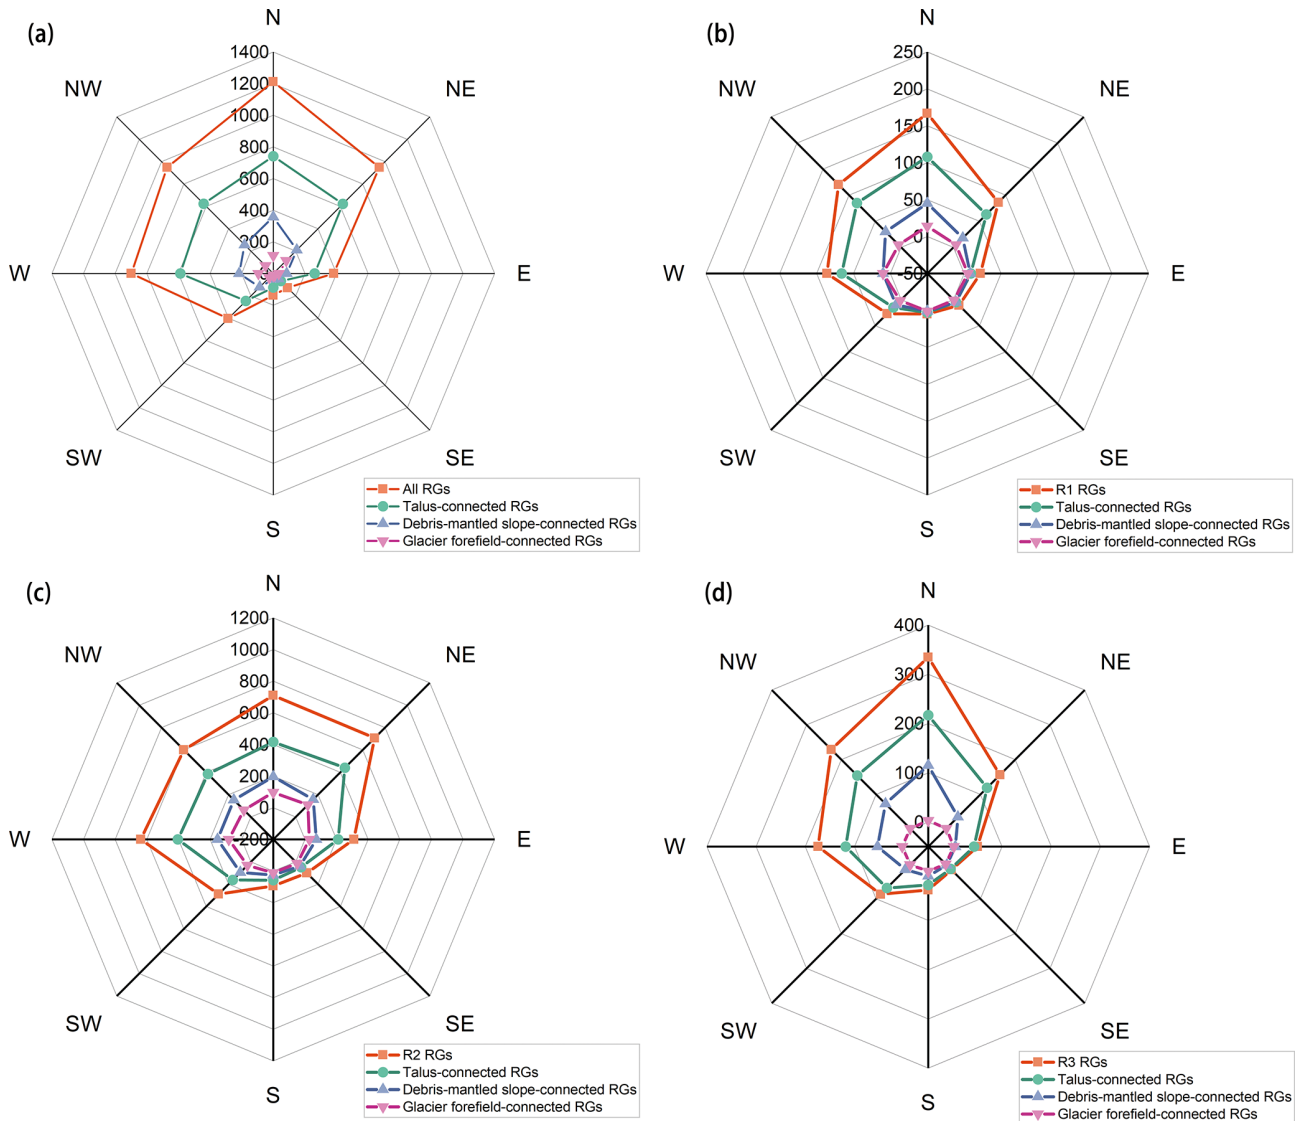 (a)
N
NE
E
SE
S
SW
W
NW
1400
1200
1000
800
600
400
200
0
All RGs
Talus-connected RGs
Debris-mantled slope-connected RGs
Glacier forefield-connected RGs
(b)
N
NE
E
SE
S
SW
W
NW
250
200
150
100
50
0
-50
R1 RGs
Talus-connected RGs
Debris-mantled slope-connected RGs
Glacier forefield-connected RGs
(c)
N
NE
E
SE
S
SW
W
NW
1200
1000
800
600
400
200
0
-200
R2 RGs
Talus-connected RGs
Debris-mantled slope-connected RGs
Glacier forefield-connected RGs
(d)
N
NE
E
SE
S
SW
W
NW
400
300
200
100
0
R3 RGs
Talus-connected RGs
Debris-mantled slope-connected RGs
Glacier forefield-connected RGs